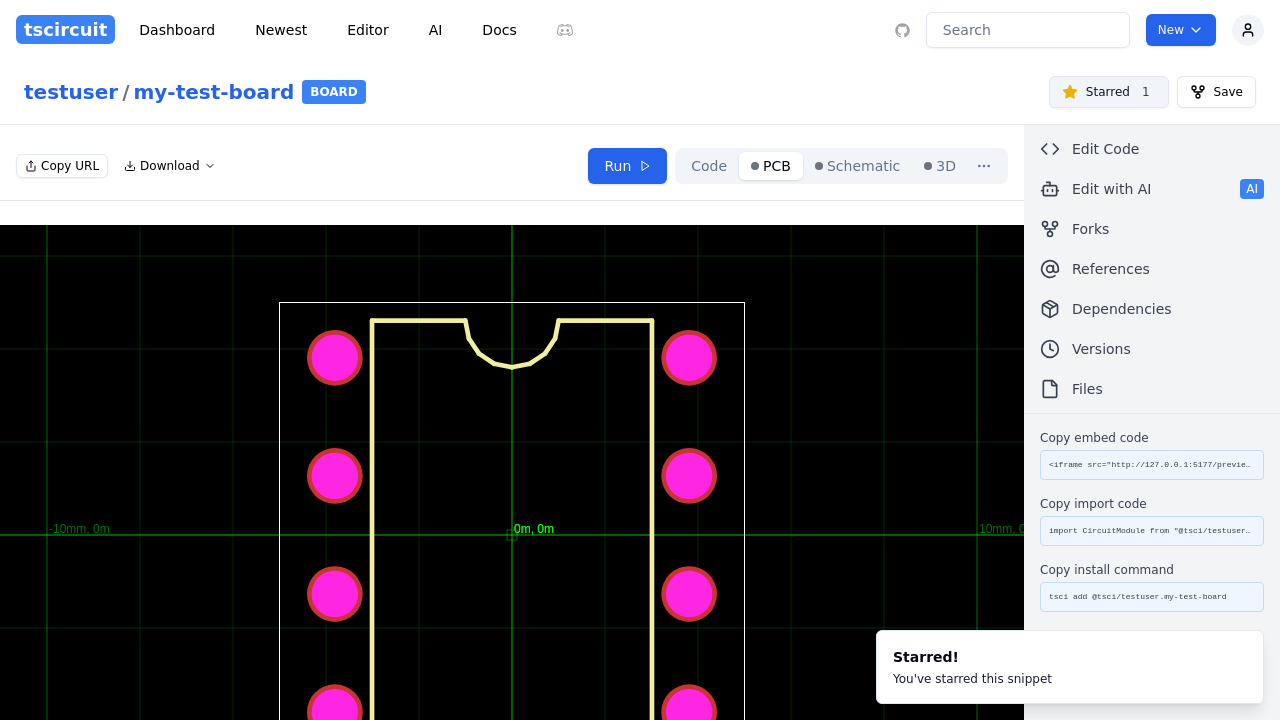 tscircuit
Dashboard
Newest
Editor
AI
Docs
Search
New
testuser / my-test-board
BOARD
Starred 1
Save
Copy URL
Download
Run
Code
PCB
Schematic
3D
Edit Code
Edit with AI
AI
Forks
References
Dependencies
Versions
Files
Copy embed code
<iframe src="http://127.0.0.1:5177/previe…
Copy import code
import CircuitModule from "@tsci/testuser…
Copy install command
tsci add @tsci/testuser.my-test-board
-10mm, 0m
0m, 0m
10mm, 0
Starred!
You've starred this snippet